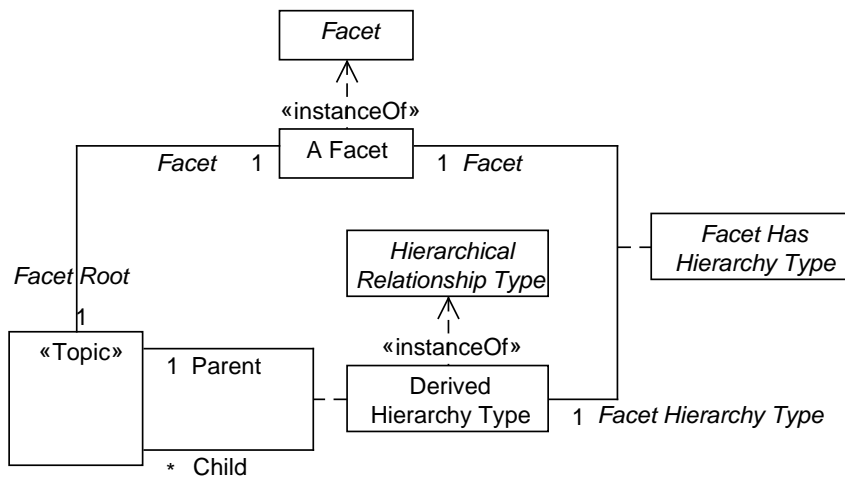 Facet
«instanceOf»
A Facet
Facet 1
1 Facet
Hierarchical
Relationship Type
Facet Has
Hierarchy Type
Facet Root
1
«Topic»
«instanceOf»
1 Parent
Derived
Hierarchy Type
1 Facet Hierarchy Type
* Child